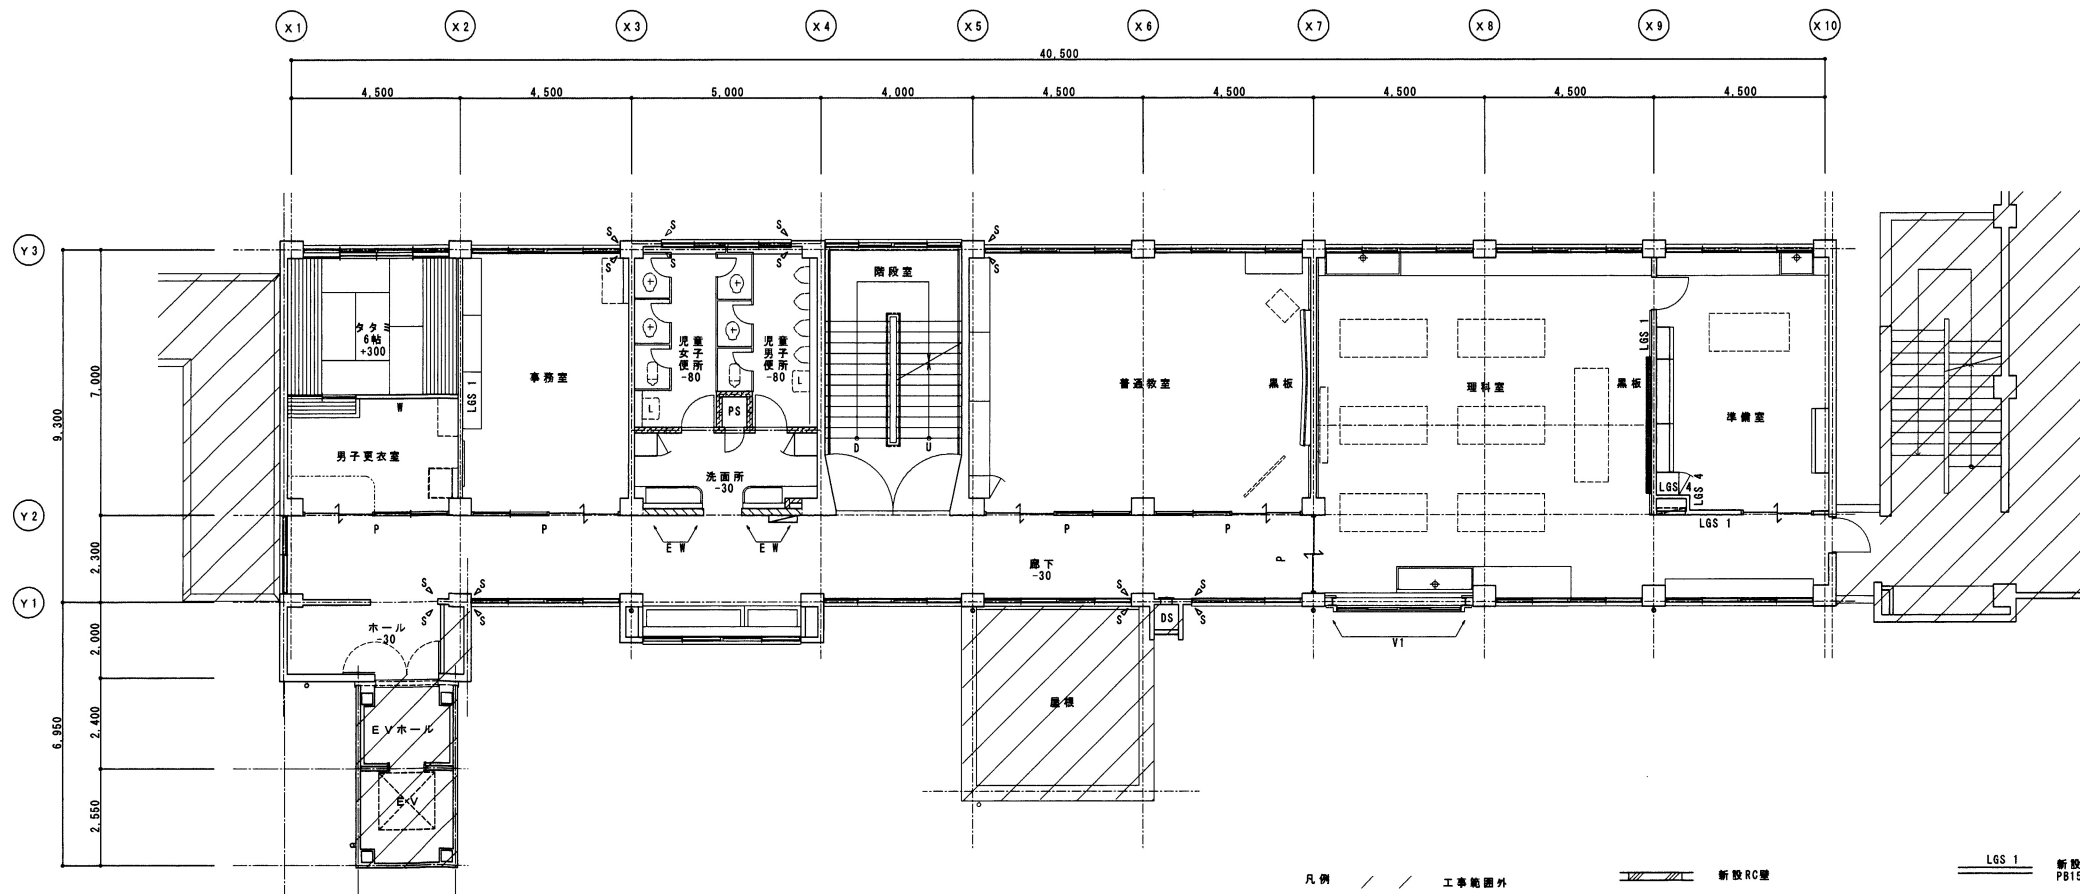 X1 X2 X3 X4 X5 X6 X7 X8 X9 X10
40,500
4,500 4,500 5,000 4,000 4,500 4,500 4,500 4,500 4,500
Y3
Y2
Y1
9,300
7,000
2,300
6,950
2,000
2,400
2,550
S S S S
S S S S
階段室
タタミ
6帖
+300
W
LGS 1
事務室
児童
女子
便所
-80
児童
男子
便所
-80
L
L
PS
D U
普通教室
黒板
理科室
黒板
LGS 1
準備室
LGS 4
LGS 4
LGS 1
男子更衣室
洗面所
-30
P P P P
EW EW
廊下
-30
P
S S S S
S S S S
ホール
-30
DS
V1
屋根
EVホール
EV
凡例
工事範囲外
新設RC壁
LGS 1
新設
PB15